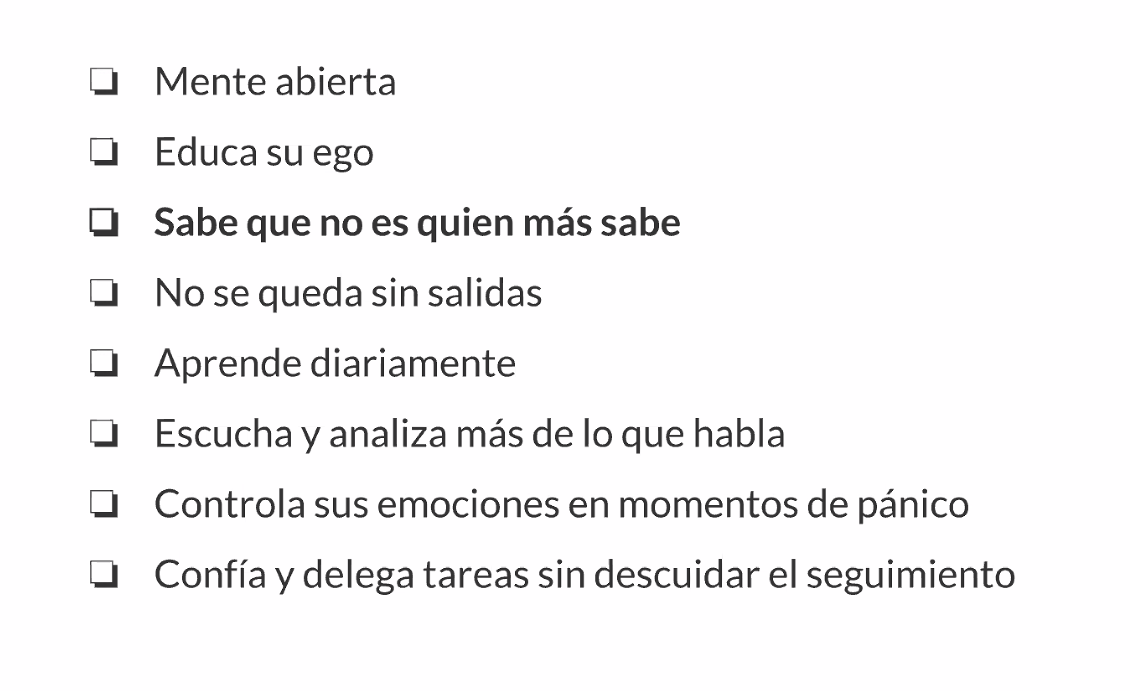 ❏ Mente abierta
❏ Educa su ego
❏ Sabe que no es quien más sabe
❏ No se queda sin salidas
❏ Aprende diariamente
❏ Escucha y analiza más de lo que habla
❏ Controla sus emociones en momentos de pánico
❏ Confía y delega tareas sin descuidar el seguimiento